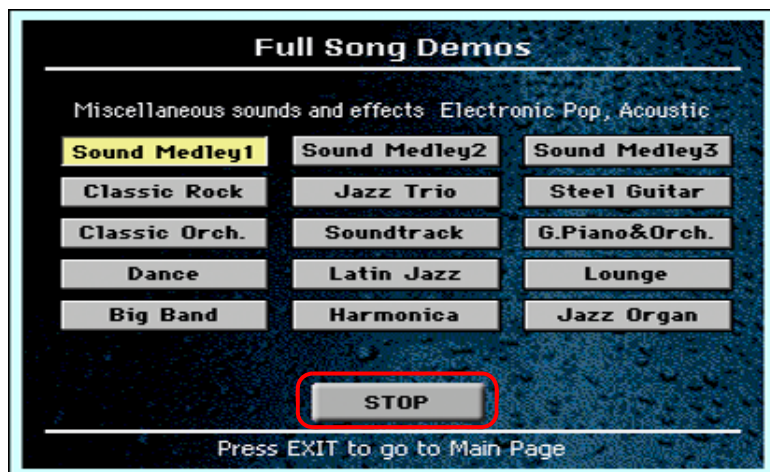 Full Song Demos
Miscellaneous sounds and effects Electronic Pop, Acoustic
Sound Medley1 Sound Medley2 Sound Medley3
Classic Rock Jazz Trio Steel Guitar
Classic Orch. Soundtrack G.Piano&Orch.
Dance Latin Jazz Lounge
Big Band Harmonica Jazz Organ
STOP
Press EXIT to go to Main Page